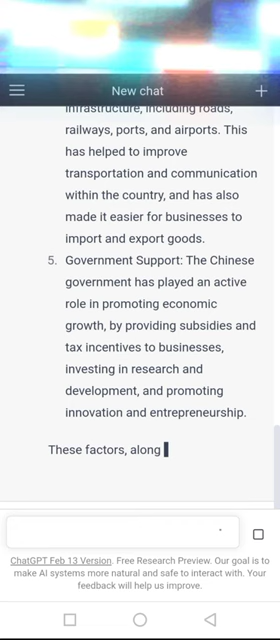 New chat
infrastructure, including roads,
railways, ports, and airports. This
has helped to improve
transportation and communication
within the country, and has also
made it easier for businesses to
import and export goods.
5. Government Support: The Chinese
government has played an active
role in promoting economic
growth, by providing subsidies and
tax incentives to businesses,
investing in research and
development, and promoting
innovation and entrepreneurship.
These factors, along
ChatGPT Feb 13 Version. Free Research Preview. Our goal is to
make AI systems more natural and safe to interact with. Your
feedback will help us improve.